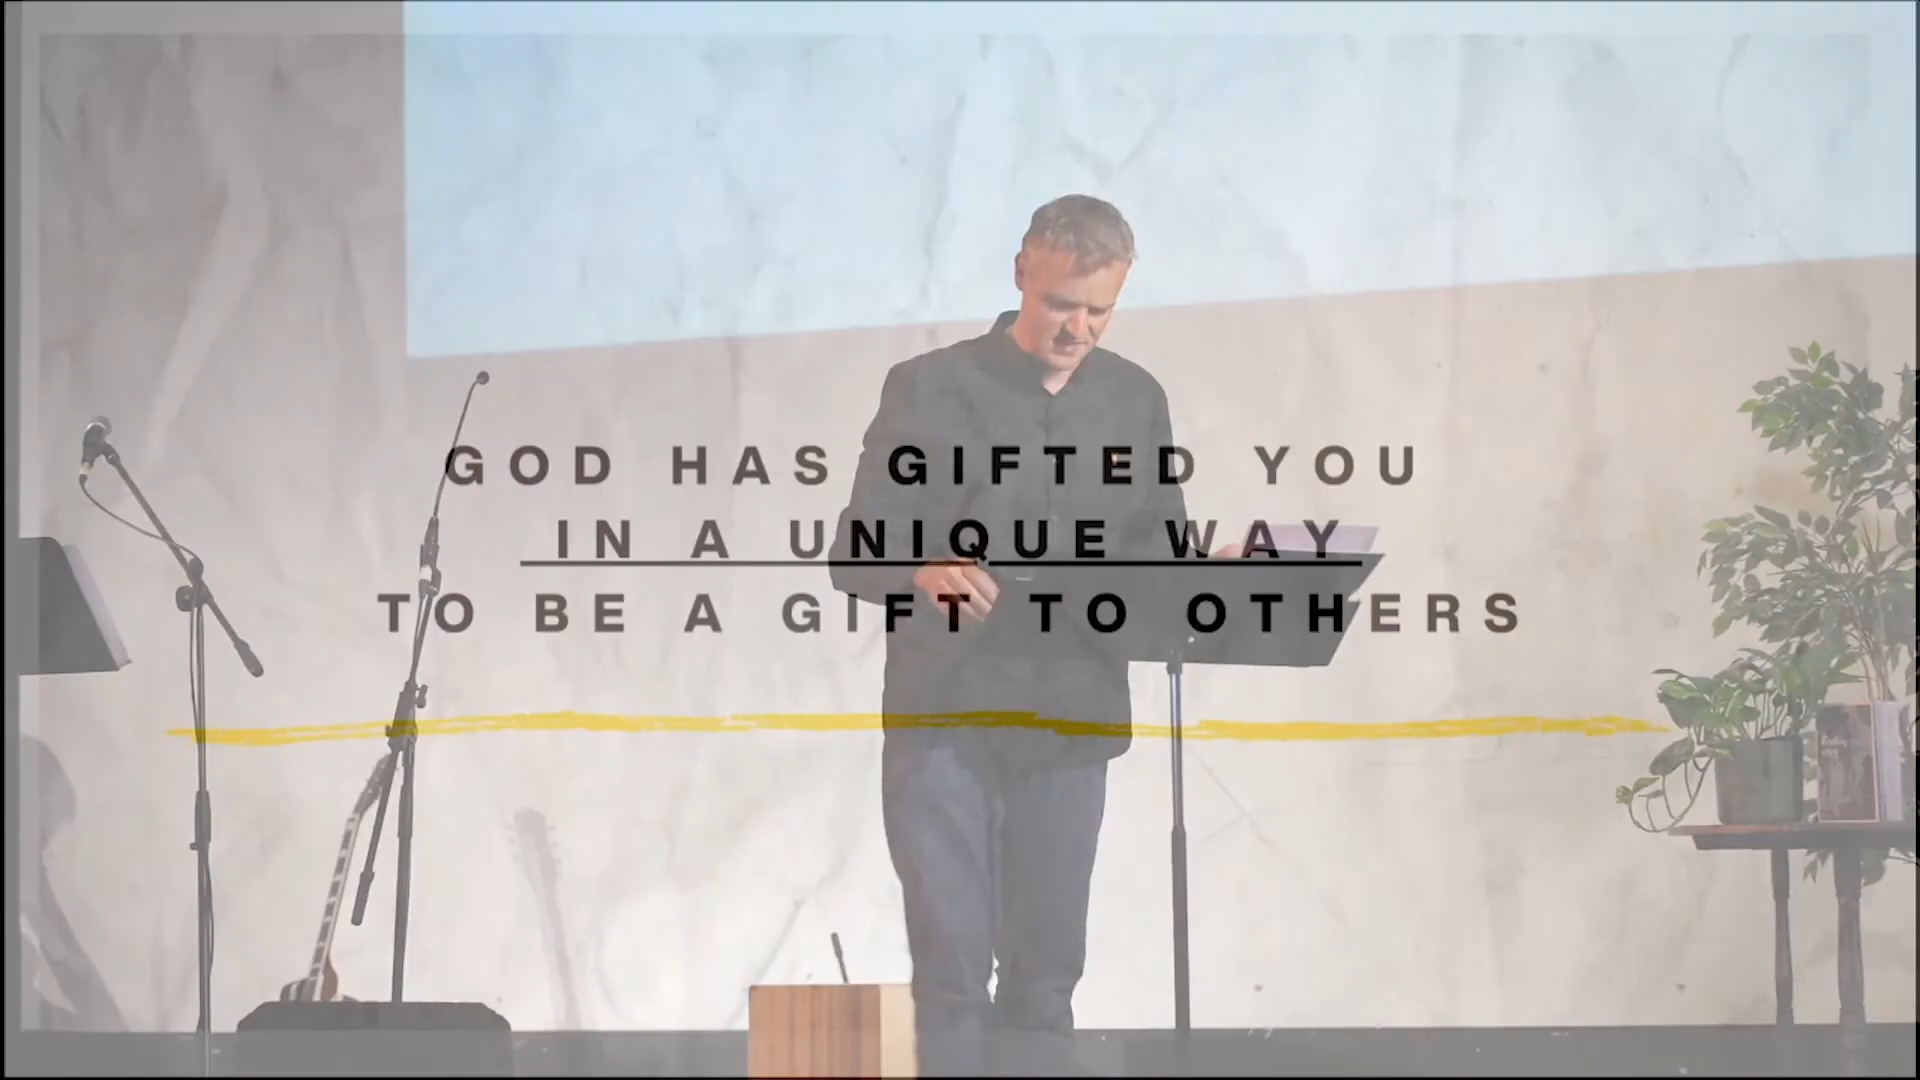 GOD HAS GIFTED YOU
IN A UNIQUE WAY
TO BE A GIFT TO OTHERS